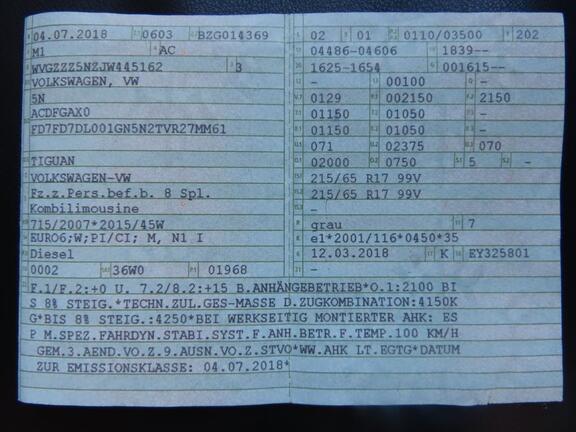 04.07.2018 0603 BZG014369
M1 AC
WVGZZZ5NZJW445162 3
VOLKSWAGEN, VW
5N
ACDFGAX0
FD7FD7DL001GN5N2TVR27MM61
TIGUAN
VOLKSWAGEN-VW
Fz.z.Pers.bef.b. 8 Spl.
Kombilimousine
715/2007*2015/45W
EURO6;W;PI/CI; M, N1 I
Diesel
0002 36W0 01968
02 01 0110/03500 202
04486-04606 1839--
1625-1654 001615--
- 00100 -
0129 002150 2150
01150 01050 -
01150 01050 -
071 02375 070
02000 0750 5 -
215/65 R17 99V
215/65 R17 99V
-
grau 7
e1*2001/116*0450*35
12.03.2018 K EY325801
-
F.1/F.2:+0 U. 7.2/8.2:+15 B.ANHÄNGEBETRIEB*O.1:2100 BI
S 8% STEIG.*TECHN.ZUL.GES-MASSE D.ZUGKOMBINATION:4150K
G*BIS 8% STEIG.:4250*BEI WERKSEITIG MONTIERTER AHK: ES
P M.SPEZ.FAHRDYN.STABI.SYST.F.ANH.BETR.F.TEMP.100 KM/H
GEM.3.AEND.VO.Z.9.AUSN.VO.Z.STVO*WW.AHK LT.EGTG*DATUM
ZUR EMISSIONSKLASSE: 04.07.2018*